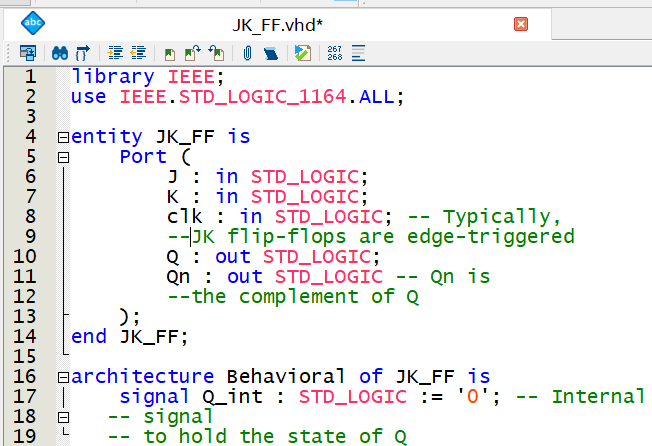 abc
JK_FF.vhd*
267
268
1 library IEEE;
2 use IEEE.STD_LOGIC_1164.ALL;
3
4 entity JK_FF is
5     Port (
6         J : in STD_LOGIC;
7         K : in STD_LOGIC;
8         clk : in STD_LOGIC; -- Typically,
9         --JK flip-flops are edge-triggered
10         Q : out STD_LOGIC;
11         Qn : out STD_LOGIC -- Qn is
12         --the complement of Q
13     );
14 end JK_FF;
15
16 architecture Behavioral of JK_FF is
17     signal Q_int : STD_LOGIC := '0'; -- Internal
18    -- signal
19    -- to hold the state of Q